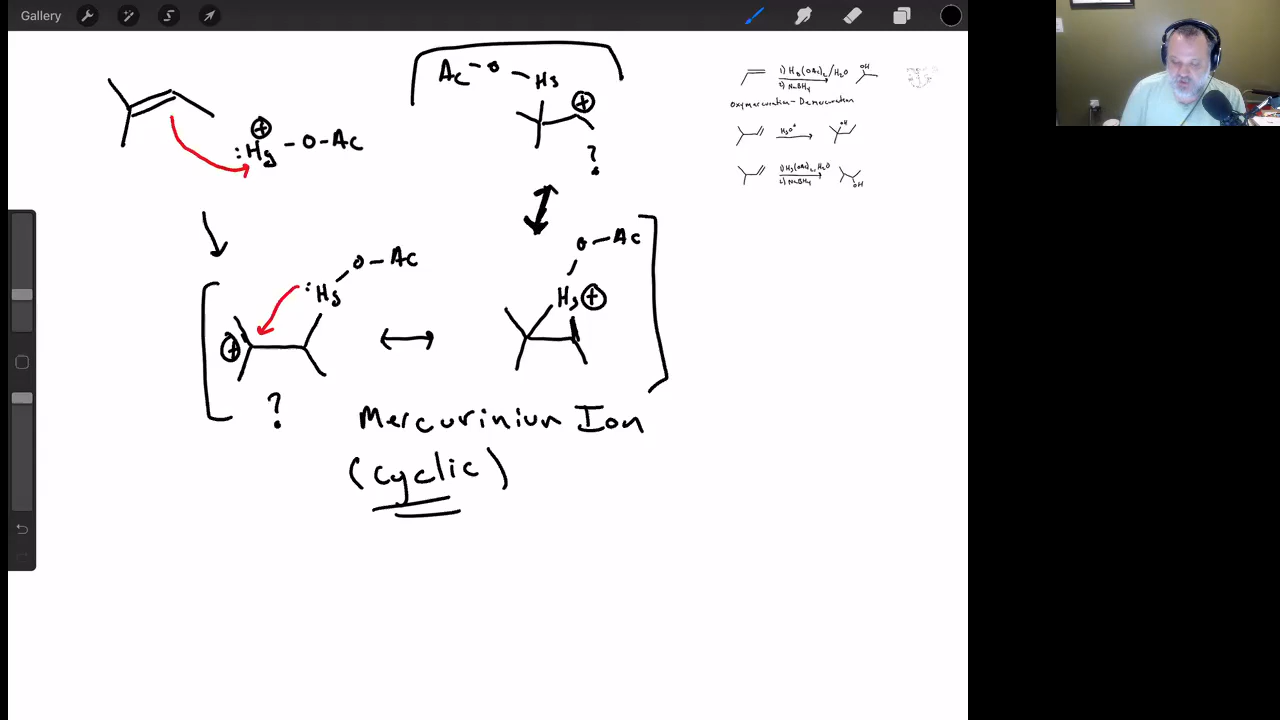 Gallery
Ac - O - Hg
⊕
?
⊕
:Hg - O - Ac
O - Ac
:Hg
⊕
?
O - Ac
Hg ⊕
Mercurinium Ion
(cyclic)
1) Hg(OAc)2/H2O
2) NaBH4
OH
Oxymercuration - Demercuration
H3O+
OH
1) Hg(OAc)2, H2O
2) NaBH4
OH